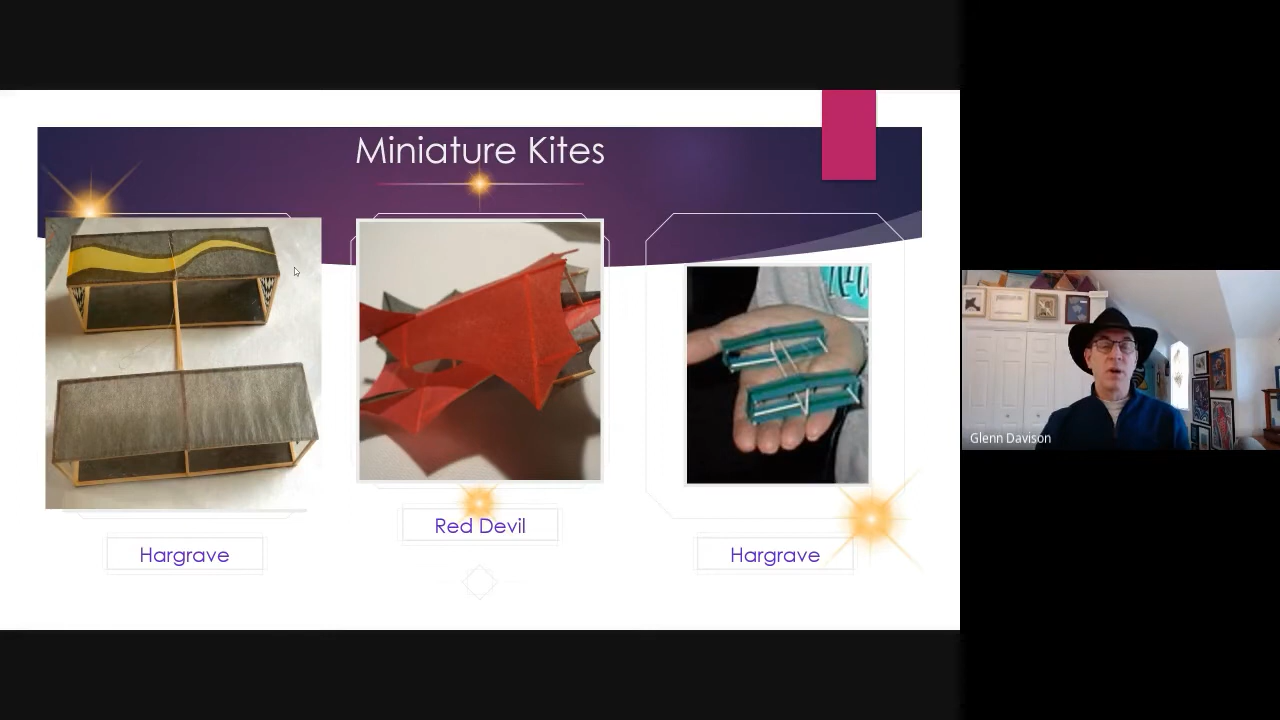 Miniature Kites
Hargrave
Red Devil
Hargrave
Glenn Davison